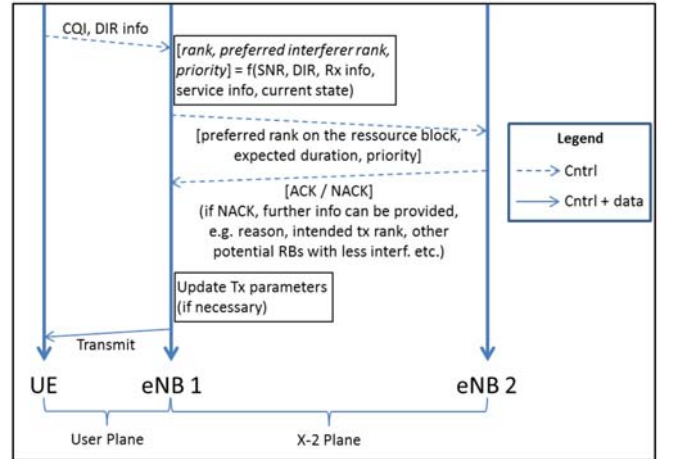 CQI, DIR info
[rank, preferred interferer rank,
priority] = f(SNR, DIR, Rx info,
service info, current state)
[preferred rank on the ressource block,
expected duration, priority]
Legend
Cntrl
Cntrl + data
[ACK / NACK]
(if NACK, further info can be provided,
e.g. reason, intended tx rank, other
potential RBs with less interf. etc.)
Update Tx parameters
(if necessary)
Transmit
UE
eNB 1
eNB 2
User Plane
X-2 Plane